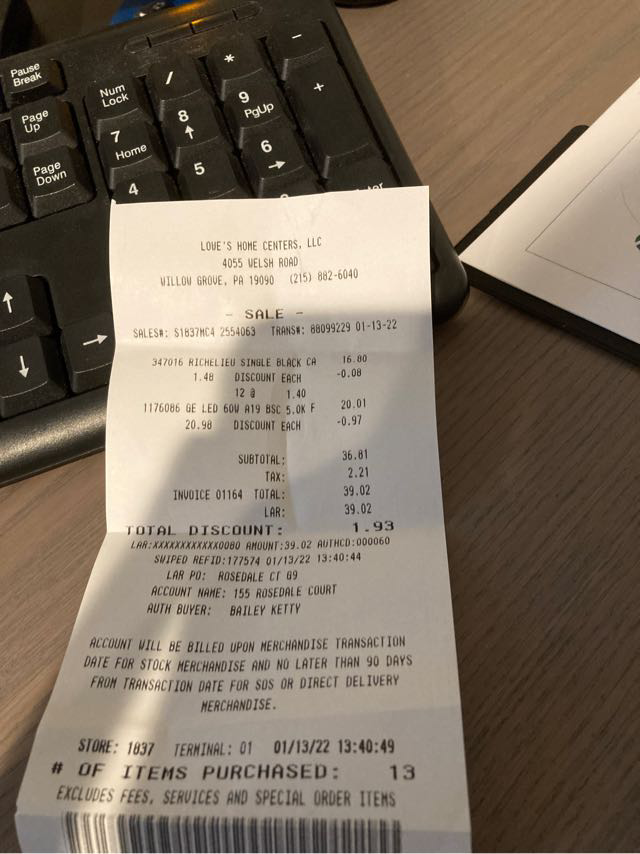 Pause
Break
Num
Lock
/
*
-
Page
Up
7
Home
8
9
PgUp
+
Page
Down
4
5
6
LOWE'S HOME CENTERS, LLC
4055 WELSH ROAD
WILLOW GROVE, PA 19090 (215) 882-6040
- SALE -
SALES#: S1837MC4 2554063 TRANS#: 88099229 01-13-22
347016 RICHELIEU SINGLE BLACK CA 16.80
1.48 DISCOUNT EACH -0.08
12 @ 1.40
1176086 GE LED 60W A19 BSC 5.0K F 20.01
20.98 DISCOUNT EACH -0.97
SUBTOTAL: 36.81
TAX: 2.21
INVOICE 01164 TOTAL: 39.02
LAR: 39.02
TOTAL DISCOUNT: 1.93
LAR:XXXXXXXXXXXX0080 AMOUNT:39.02 AUTHCD:000060
SWIPED REFID:177574 01/13/22 13:40:44
LAR PO: ROSEDALE CT G9
ACCOUNT NAME: 155 ROSEDALE COURT
AUTH BUYER: BAILEY KETTY
ACCOUNT WILL BE BILLED UPON MERCHANDISE TRANSACTION
DATE FOR STOCK MERCHANDISE AND NO LATER THAN 90 DAYS
FROM TRANSACTION DATE FOR SOS OR DIRECT DELIVERY
MERCHANDISE.
STORE: 1837 TERMINAL: 01 01/13/22 13:40:49
# OF ITEMS PURCHASED: 13
EXCLUDES FEES, SERVICES AND SPECIAL ORDER ITEMS